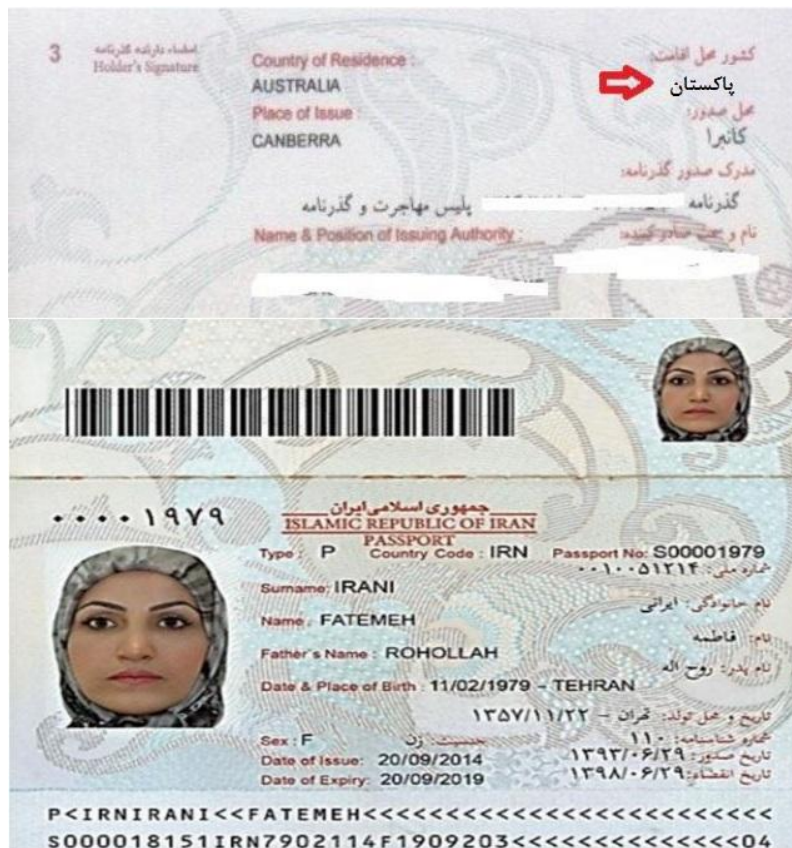 3
امضاء دارنده گذرنامه
Holder's Signature
Country of Residence :
کشور محل اقامت:
AUSTRALIA
پاکستان
Place of Issue :
محل صدور:
CANBERRA
کانبرا
مدرک صدور گذرنامه:
گذرنامه پلیس مهاجرت و گذرنامه
Name & Position of Issuing Authority :
نام و سمت صادر کننده:
۰۰۰۰۱۹۷۹
جمهوری اسلامی ایران
ISLAMIC REPUBLIC OF IRAN
PASSPORT
Type : P Country Code : IRN Passport No: S00001979
شماره ملی: ۰۰۱۰۰۵۱۲۱۴
Surname: IRANI
نام خانوادگی: ایرانی
Name : FATEMEH
نام: فاطمه
Father's Name : ROHOLLAH
نام پدر: روح اله
Date & Place of Birth : 11/02/1979 - TEHRAN
تاریخ و محل تولد: تهران - ۱۳۵۷/۱۱/۲۲
Sex : F
جنسیت: زن
شماره شناسنامه: ۱۱۰
Date of Issue: 20/09/2014
تاریخ صدور: ۱۳۹۳/۰۶/۲۹
Date of Expiry: 20/09/2019
تاریخ انقضاء: ۱۳۹۸/۰۶/۲۹
P<IRNIRANI<<FATEMEH<<<<<<<<<<<<<<<<<<<<<<<<<
S000018151IRN7902114F1909203<<<<<<<<<<<<<<04